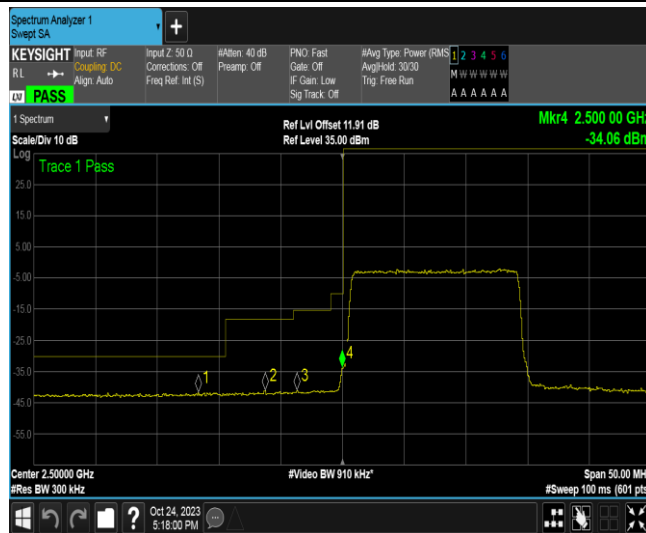 Spectrum Analyzer 1
Swept SA
+
KEYSIGHT
RL
LXI PASS
Input: RF
Coupling: DC
Align: Auto
Input Z: 50 Ω
Corrections: Off
Freq Ref: Int (S)
#Atten: 40 dB
Preamp: Off
PNO: Fast
Gate: Off
IF Gain: Low
Sig Track: Off
#Avg Type: Power (RMS
Avg|Hold: 30/30
Trig: Free Run
1 2 3 4 5 6
M W W W W W
A A A A A A
1 Spectrum
Scale/Div 10 dB
Ref Lvl Offset 11.91 dB
Ref Level 35.00 dBm
Mkr4 2.500 00 GHz
-34.06 dBm
Log
Trace 1 Pass
25.0
15.0
5.00
-5.00
-15.0
-25.0
-35.0
-45.0
-55.0
1
2
3
4
Center 2.50000 GHz
#Res BW 300 kHz
#Video BW 910 kHz*
Span 50.00 MH
#Sweep 100 ms (601 pts
?
Oct 24, 2023
5:18:00 PM